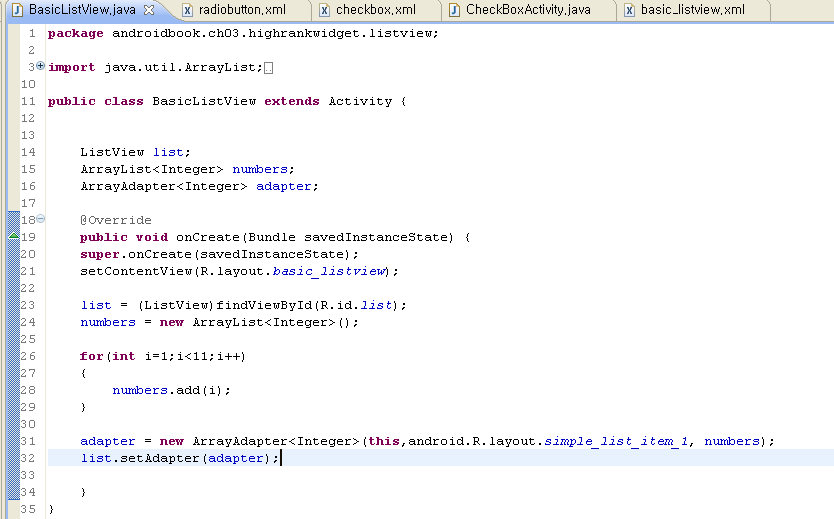 BasicListView.java radiobutton.xml checkbox.xml CheckBoxActivity.java basic_listview.xml
1 package androidbook.ch03.highrankwidget.listview;
2
3 import java.util.ArrayList;
10
11 public class BasicListView extends Activity {
12
13
14 ListView list;
15 ArrayList<Integer> numbers;
16 ArrayAdapter<Integer> adapter;
17
18 @Override
19 public void onCreate(Bundle savedInstanceState) {
20 super.onCreate(savedInstanceState);
21 setContentView(R.layout.basic_listview);
22
23 list = (ListView)findViewById(R.id.list);
24 numbers = new ArrayList<Integer>();
25
26 for(int i=1;i<11;i++)
27 {
28 numbers.add(i);
29 }
30
31 adapter = new ArrayAdapter<Integer>(this,android.R.layout.simple_list_item_1, numbers);
32 list.setAdapter(adapter);
33
34 }
35 }